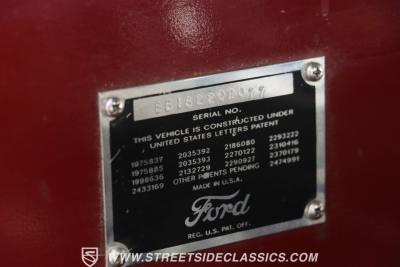 SERIAL NO.
THIS VEHICLE IS CONSTRUCTED UNDER
UNITED STATES LETTERS PATENT
1975837 2035392 2186080 2293222
1975885 2035393 2270122 2310416
1998636 2132729 2290927 2370179
2433169 OTHER PATENTS PENDING 2474991
MADE IN U.S.A.
Ford
REG. U.S. PAT. OFF.
WWW.STREETSIDECLASSICS.COM